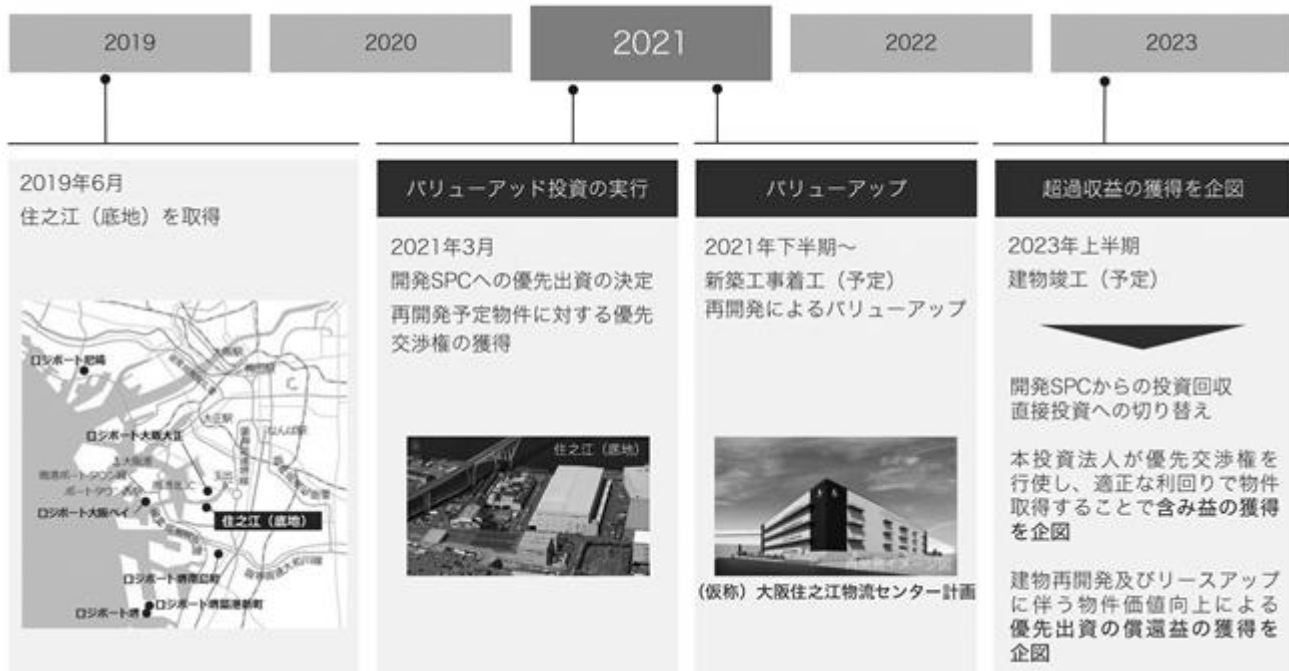 2019
2020
2021
2022
2023
2019年6月
住之江（底地）を取得
ロジポート尼崎
大阪駅
梅田駅
大正駅
なんば駅
ロジポート大阪大正
玉出
ロジポート大阪ベイ
住之江（底地）
ロジポート堺南島町
ロジポート堺
ロジポート堺築港新町
バリューアッド投資の実行
2021年3月
開発SPCへの優先出資の決定
再開発予定物件に対する優先
交渉権の獲得
住之江（底地）
バリューアップ
2021年下半期～
新築工事着工（予定）
再開発によるバリューアップ
（仮称）大阪住之江物流センター計画
超過収益の獲得を企図
2023年上半期
建物竣工（予定）
開発SPCからの投資回収
直接投資への切り替え
本投資法人が優先交渉権を
行使し、適正な利回りで物件
取得することで含み益の獲得
を企図
建物再開発及びリースアップ
に伴う物件価値向上による
優先出資の償還益の獲得を
企図